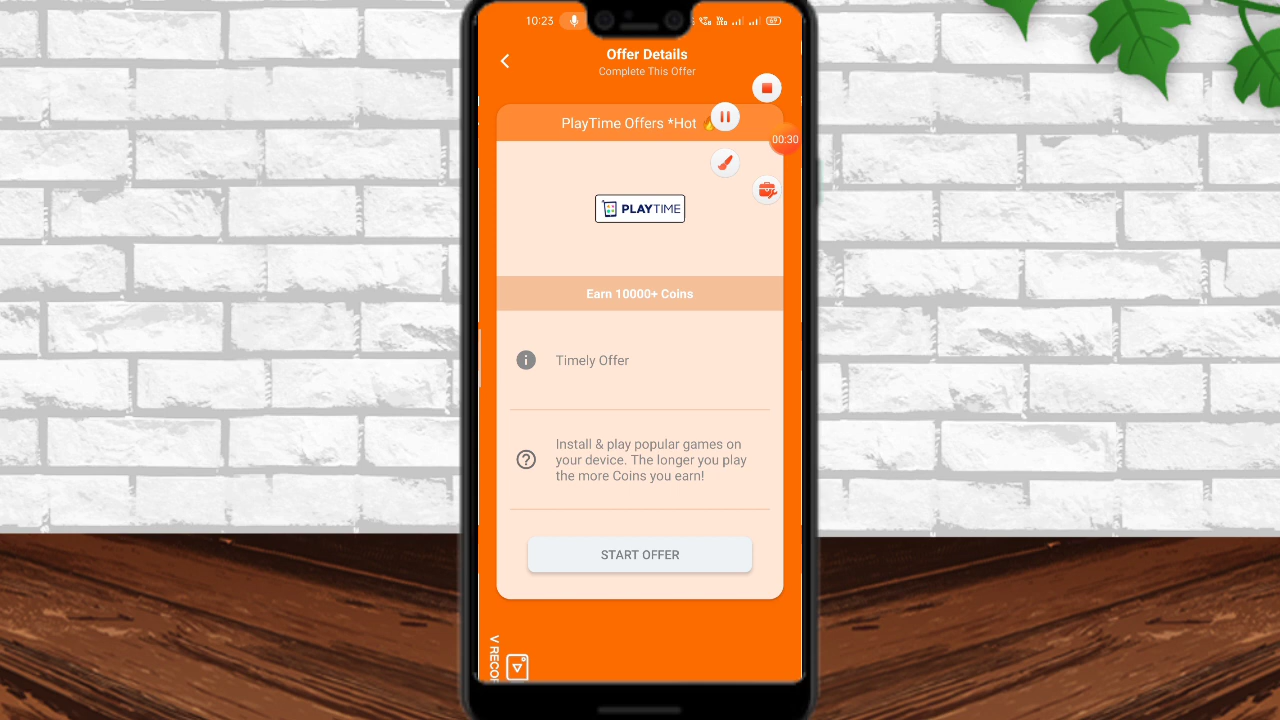 10:23
Offer Details
Complete This Offer
PlayTime Offers *Hot 🔥
00:30
PLAYTIME
Earn 10000+ Coins
Timely Offer
Install & play popular games on
your device. The longer you play
the more Coins you earn!
START OFFER
V RECOR